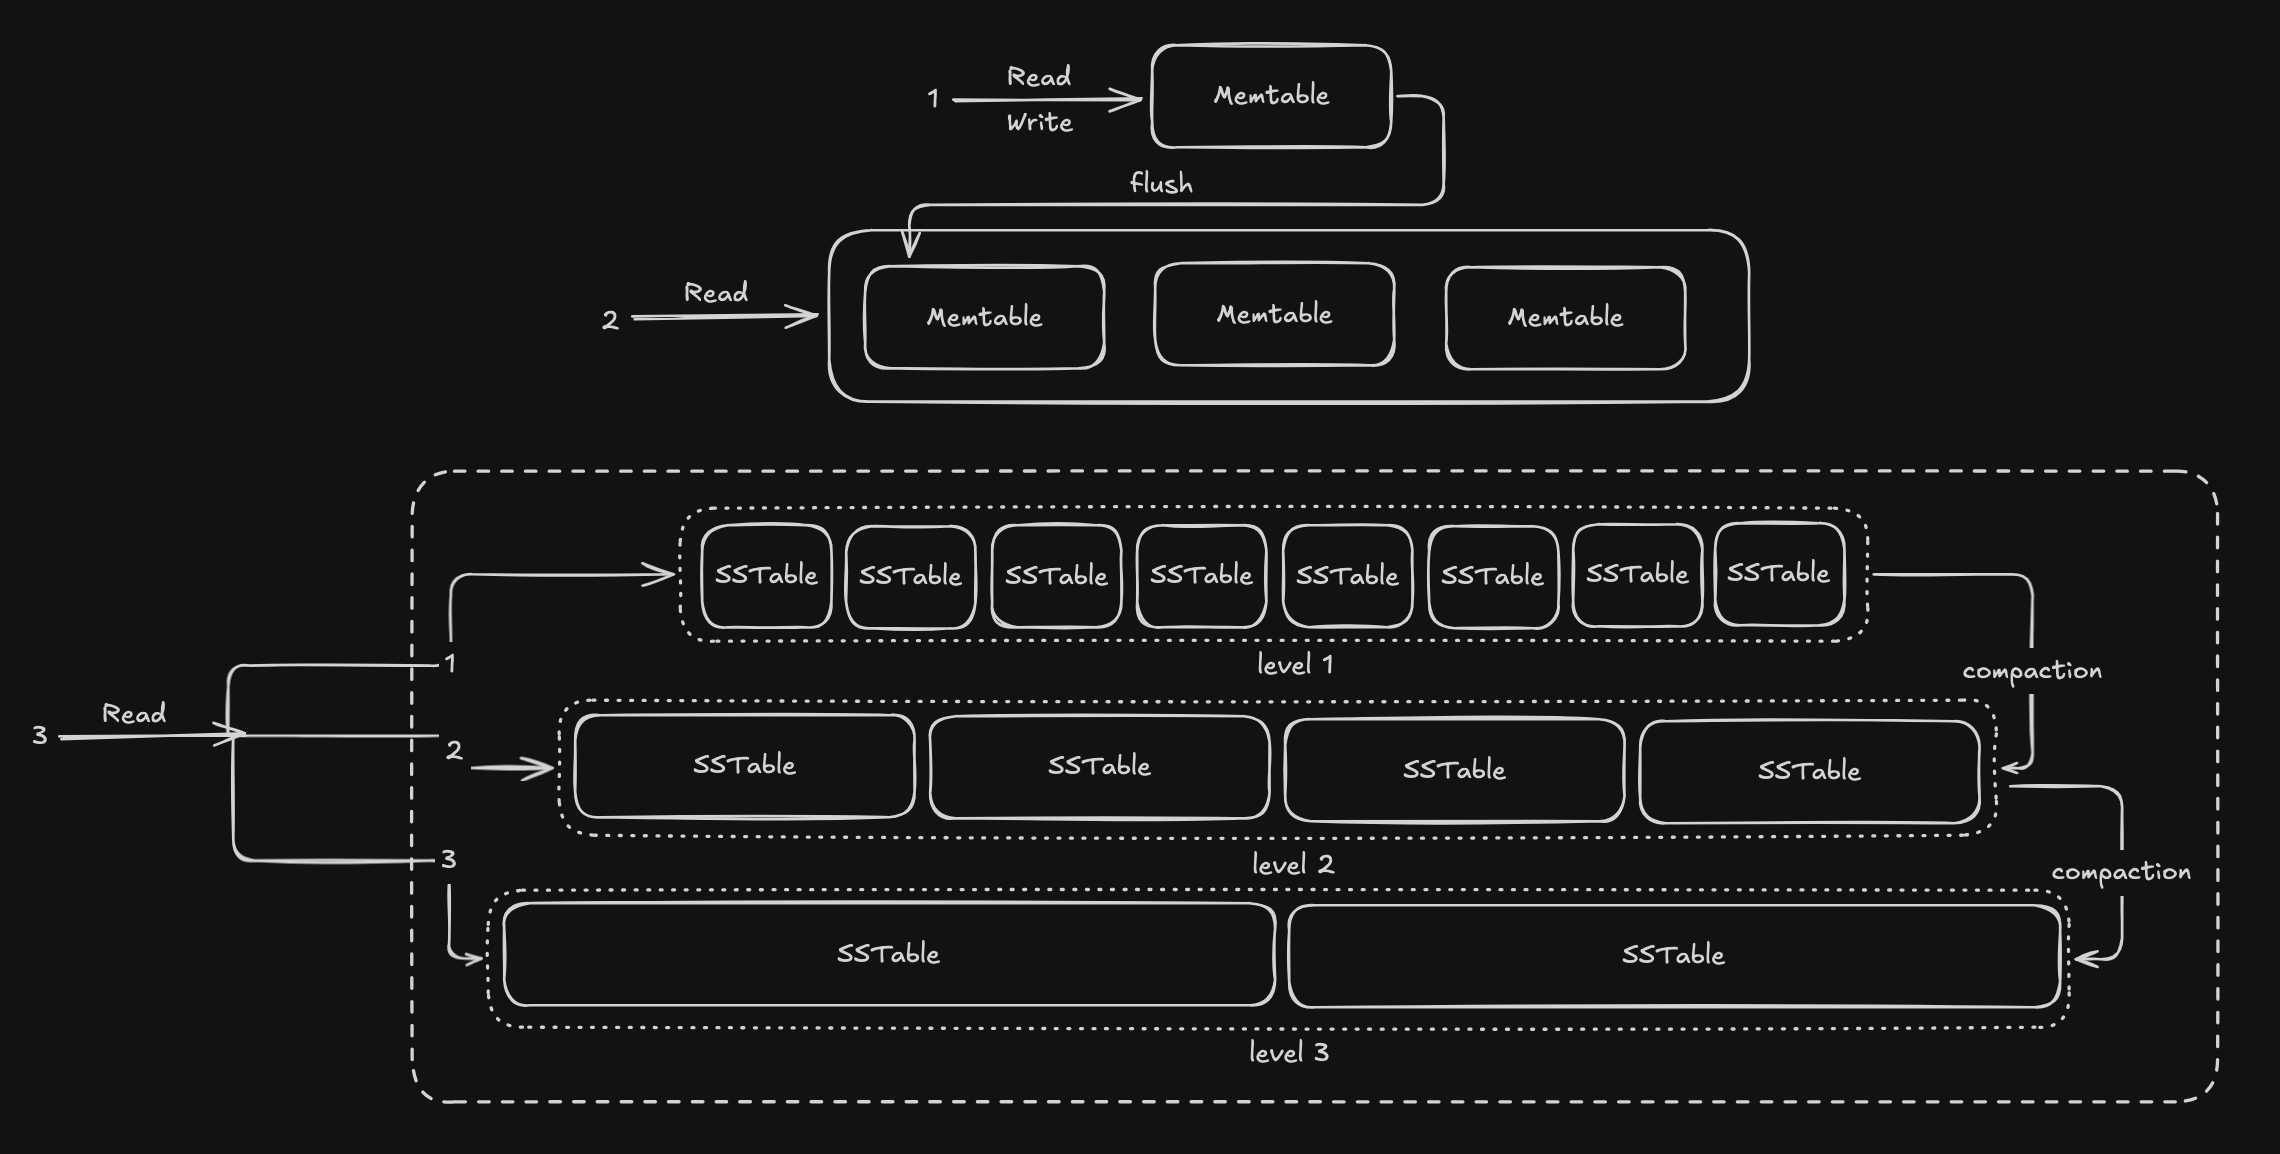 Read
1
Memtable
Write
flush
Read
2
Memtable Memtable Memtable
SSTable SSTable SSTable SSTable SSTable SSTable SSTable SSTable
1
level 1
compaction
Read
3
2
SSTable SSTable SSTable SSTable
3
level 2
compaction
SSTable SSTable
level 3